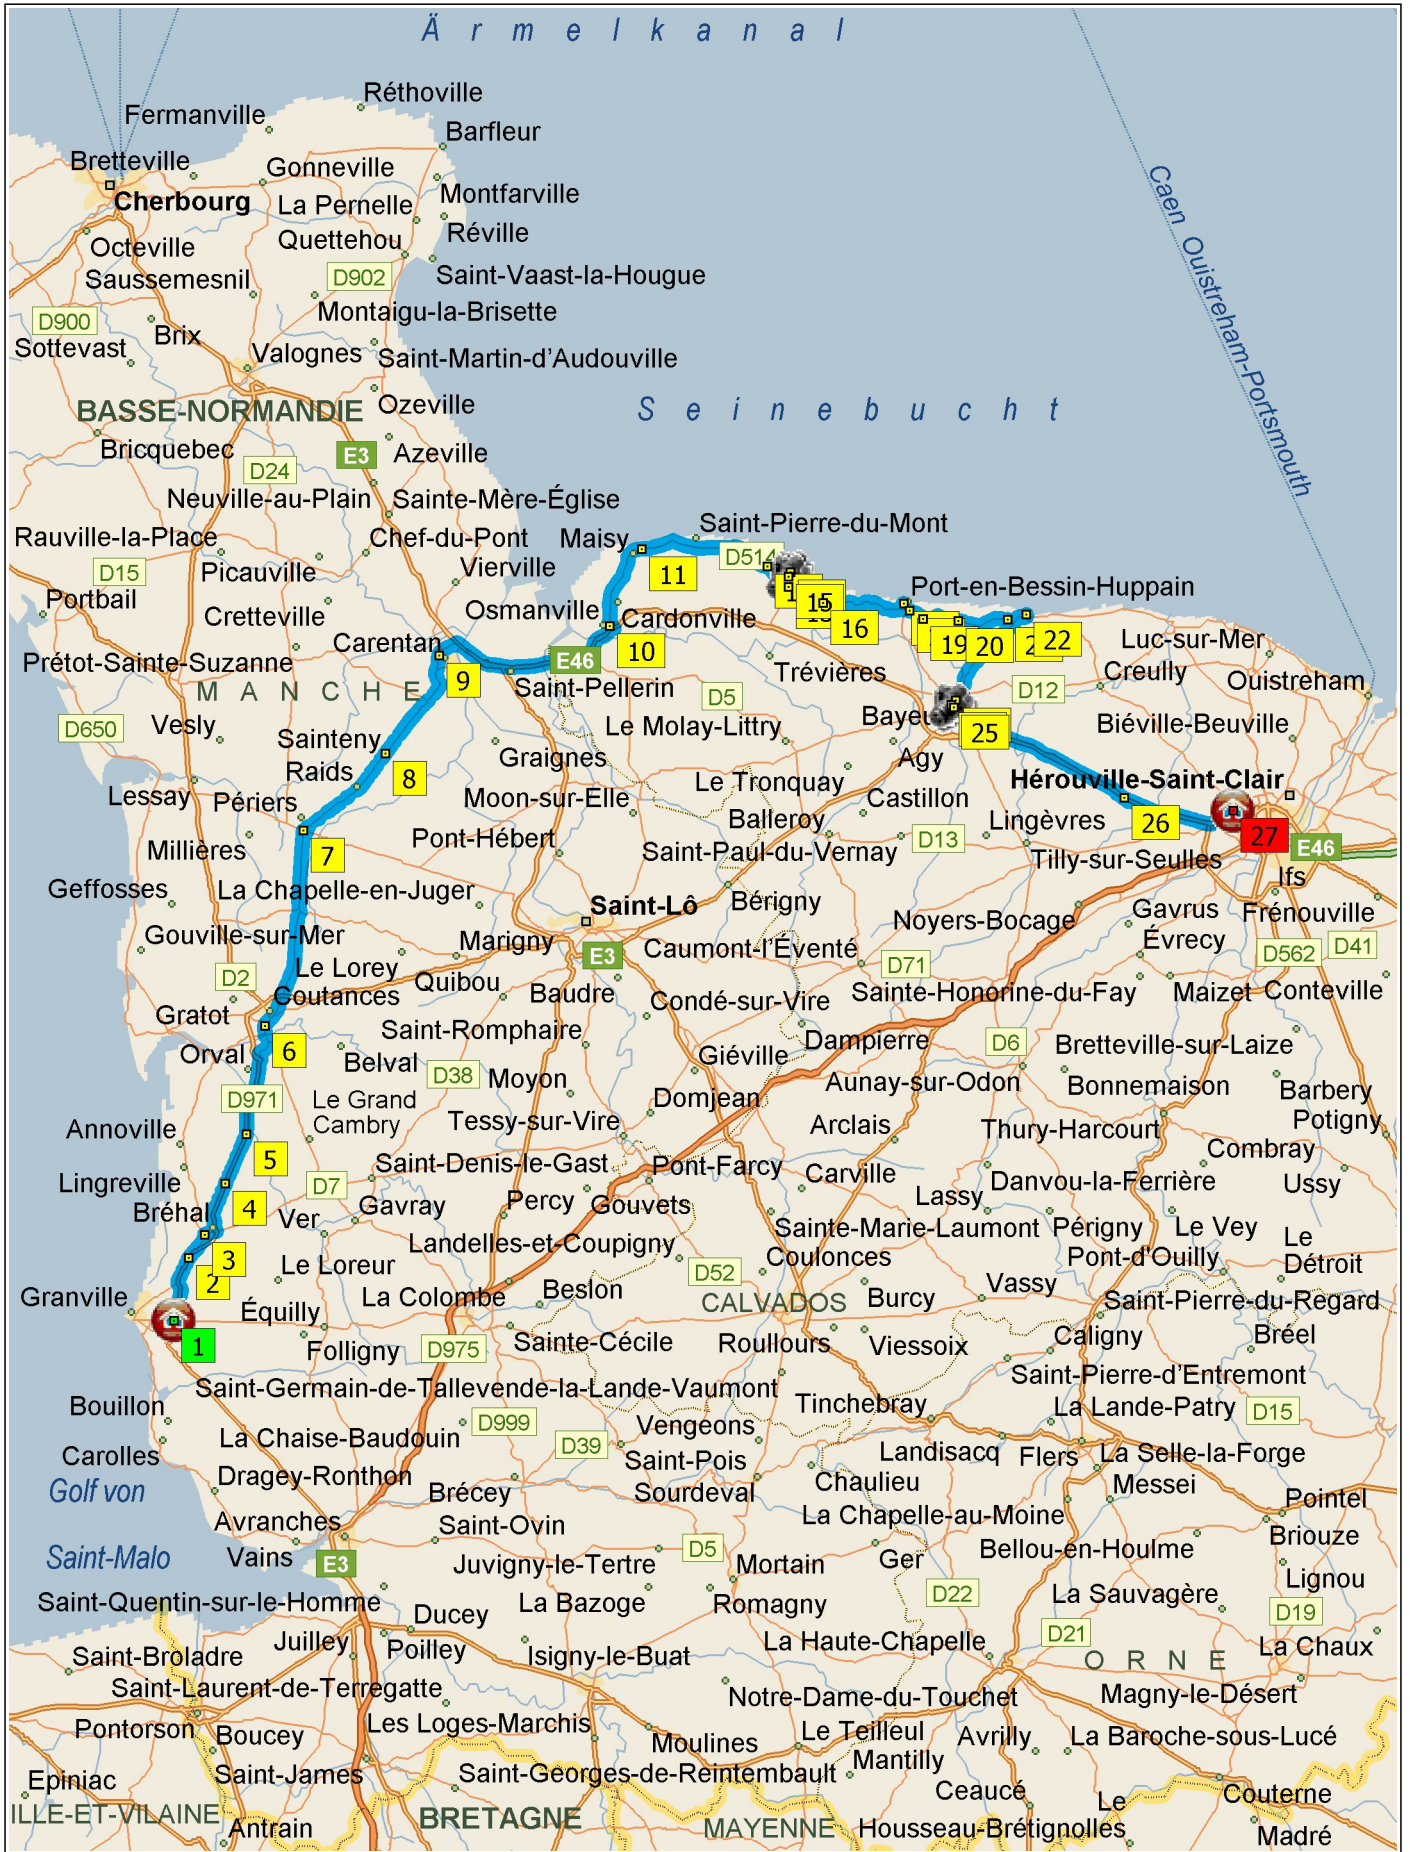 Ärmelkanal
Réthoville
Fermanville
Barfleur
Bretteville
Gonneville
Cherbourg
Montfarville
La Pernelle
Réville
Quettehou
Octeville
Saint-Vaast-la-Hougue
Saussemesnil
D902
Montaigu-la-Brisette
D900
Brix
Sottevast
Valognes
Saint-Martin-d'Audouville
Caen Ouistreham-Portsmouth
BASSE-NORMANDIE
Ozeville
Seinebucht
Bricquebec
E3
Azeville
D24
Neuville-au-Plain
Sainte-Mère-Église
Rauville-la-Place
Chef-du-Pont
Maisy
Saint-Pierre-du-Mont
D514
D15
Picauville
Vierville
11
Port-en-Bessin-Huppain
Portbail
Cretteville
Osmanville
Cardonville
15
16
19
20
22
Luc-sur-Mer
Carentan
10
E46
Prétot-Sainte-Suzanne
9
Saint-Pellerin
Trévières
Creully
Ouistreham
MANCHE
D5
D12
D650
Vesly
Le Molay-Littry
Bayeu
25
Biéville-Beuville
Sainteny
8
Graignes
Agy
Raids
Le Tronquay
Hérouville-Saint-Clair
Lessay
Périers
Moon-sur-Elle
Castillon
Balleroy
Lingèvres
26
27
E46
Millières
7
Pont-Hébert
Saint-Paul-du-Vernay
D13
Tilly-sur-Seulles
Geffosses
La Chapelle-en-Juger
Ifs
Saint-Lô
Bérigny
Noyers-Bocage
Gavrus
Frénouville
Gouville-sur-Mer
Marigny
E3
Caumont-l'Éventé
Évrecy
D562
D41
D2
Le Lorey
Quibou
D71
Coutances
Baudre
Condé-sur-Vire
Sainte-Honorine-du-Fay
Maizet
Conteville
Gratot
Saint-Romphaire
6
Orval
Belval
Giéville
Dampierre
D6
Bretteville-sur-Laize
D38
Moyon
Aunay-sur-Odon
Bonnemaison
Barbery
D971
Le Grand
Cambry
Domjean
Potigny
Annoville
Tessy-sur-Vire
Arclais
Thury-Harcourt
Combray
5
Saint-Denis-le-Gast
Pont-Farcy
Carville
Lingreville
D7
Danvou-la-Ferrière
Ussy
4
Gavray
Percy
Gouvets
Lassy
Bréhal
Ver
Sainte-Marie-Laumont
Périgny
Le Vey
Le
Détroit
3
Landelles-et-Coupigny
Coulonces
Pont-d'Ouilly
2
Le Loreur
D52
Vassy
Granville
Équilly
La Colombe
Beslon
CALVADOS
Burcy
Saint-Pierre-du-Regard
1
Folligny
D975
Sainte-Cécile
Roullours
Viessoix
Caligny
Bréel
Saint-Germain-de-Tallevende-la-Lande-Vaumont
Saint-Pierre-d'Entremont
Bouillon
Tinchebray
La Lande-Patry
D15
D999
Vengeons
La Chaise-Baudouin
D39
Carolles
Saint-Pois
Landisacq
Flers
La Selle-la-Forge
Golf von
Dragey-Ronthon
Brécey
Sourdeval
Chaulieu
Messei
Pointel
Avranches
Saint-Ovin
La Chapelle-au-Moine
Briouze
Saint-Malo
Vains
E3
Juvigny-le-Tertre
D5
Mortain
Ger
Bellou-en-Houlme
Lignou
Saint-Quentin-sur-le-Homme
Ducey
La Bazoge
Romagny
D22
La Sauvagère
D19
Juilley
Poilley
Isigny-le-Buat
La Haute-Chapelle
D21
La Chaux
Saint-Broladre
ORNE
Saint-Laurent-de-Terregatte
Notre-Dame-du-Touchet
Magny-le-Désert
Pontorson
Boucey
Les Loges-Marchis
Moulines
Le Teilleul
Avrilly
La Baroche-sous-Lucé
Mantilly
Epiniac
Saint-James
Saint-Georges-de-Reintembault
Ceaucé
Couterne
ILLE-ET-VILAINE
Antrain
BRETAGNE
MAYENNE
Le
Housseau-Brétignolles
Madré